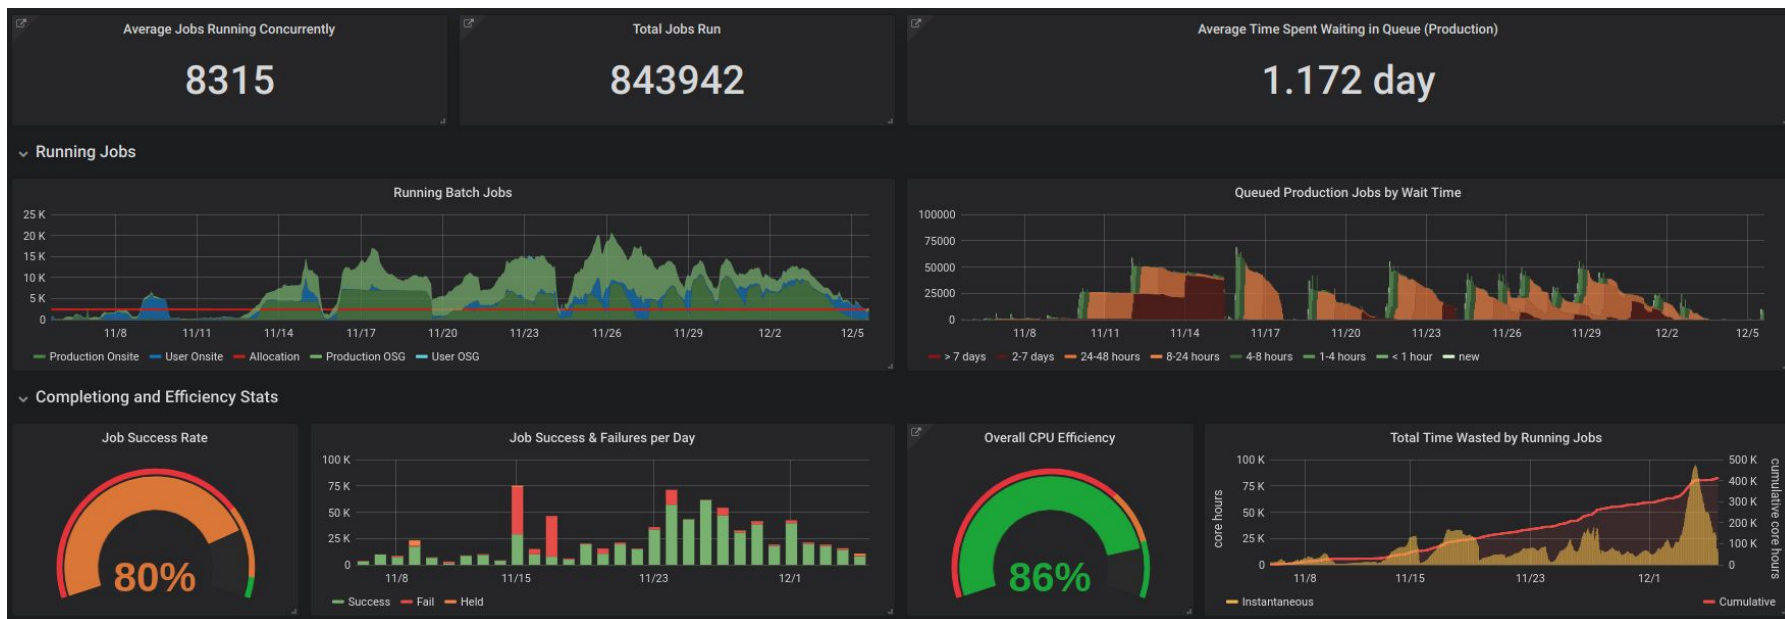 Average Jobs Running Concurrently
8315
Total Jobs Run
843942
Average Time Spent Waiting in Queue (Production)
1.172 day
Running Jobs
Running Batch Jobs
25 K
20 K
15 K
10 K
5 K
0
11/8 11/11 11/14 11/17 11/20 11/23 11/26 11/29 12/2 12/5
Production Onsite User Onsite Allocation Production OSG User OSG
Queued Production Jobs by Wait Time
100000
75000
50000
25000
0
11/8 11/11 11/14 11/17 11/20 11/23 11/26 11/29 12/2 12/5
> 7 days 2-7 days 24-48 hours 8-24 hours 4-8 hours 1-4 hours < 1 hour new
Completiong and Efficiency Stats
Job Success Rate
80%
Job Success & Failures per Day
100 K
75 K
50 K
25 K
0
11/8 11/15 11/23 12/1
Success Fail Held
Overall CPU Efficiency
86%
Total Time Wasted by Running Jobs
core hours
100 K
75 K
50 K
25 K
0
500 K
400 K
300 K
200 K
100 K
0
cumulative core hours
11/8 11/15 11/23 12/1
Instantaneous Cumulative